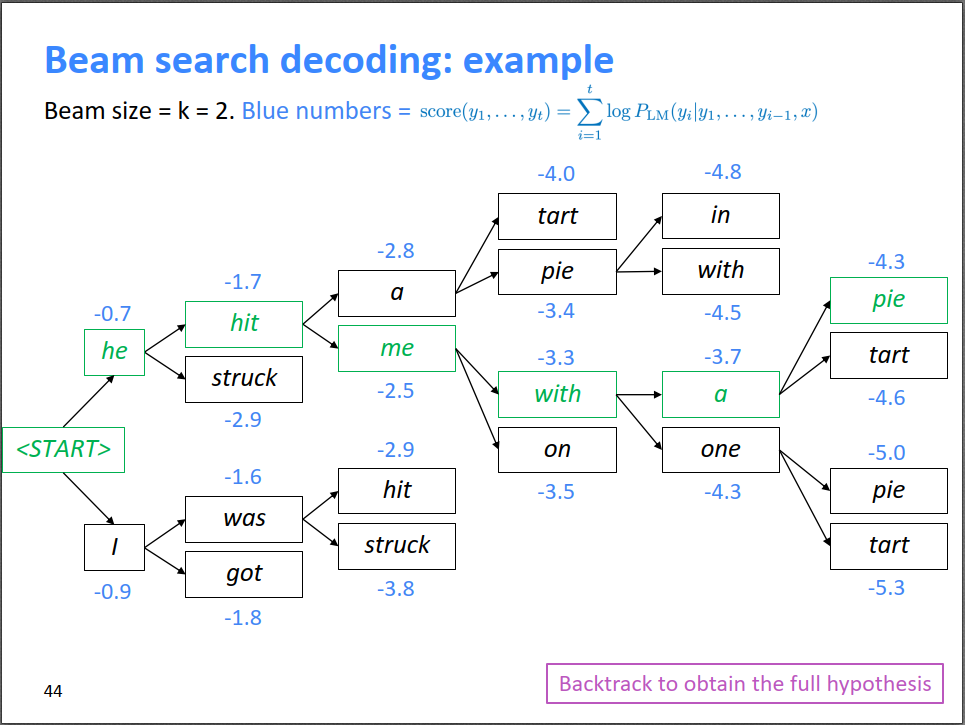 Beam search decoding: example
Beam size = k = 2. Blue numbers = score(y₁, . . . , yₜ) = ∑ᵢ₌₁ᵗ log P_LM(yᵢ|y₁, . . . , yᵢ₋₁, x)
-4.0
tart
pie
-3.4
-4.8
in
with
-4.5
-2.8
a
me
-2.5
-1.7
hit
struck
-2.9
-0.7
he
-3.3
with
on
-3.5
-3.7
a
one
-4.3
-4.3
pie
tart
-4.6
<START>
-1.6
was
got
-1.8
-2.9
hit
struck
-3.8
I
-0.9
-5.0
pie
tart
-5.3
44
Backtrack to obtain the full hypothesis